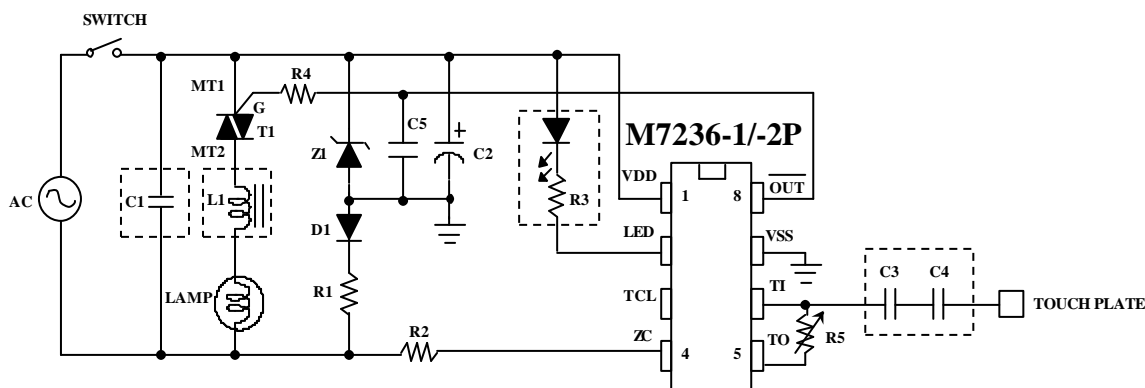 SWITCH
MT1
R4
G
T1
MT2
C5
+
C2
Z1
M7236-1/-2P
VDD
1
8
OUT
AC
C1
L1
R3
D1
LED
VSS
R1
TCL
TI
C3
C4
TOUCH PLATE
LAMP
R2
ZC
4
5
TO
R5